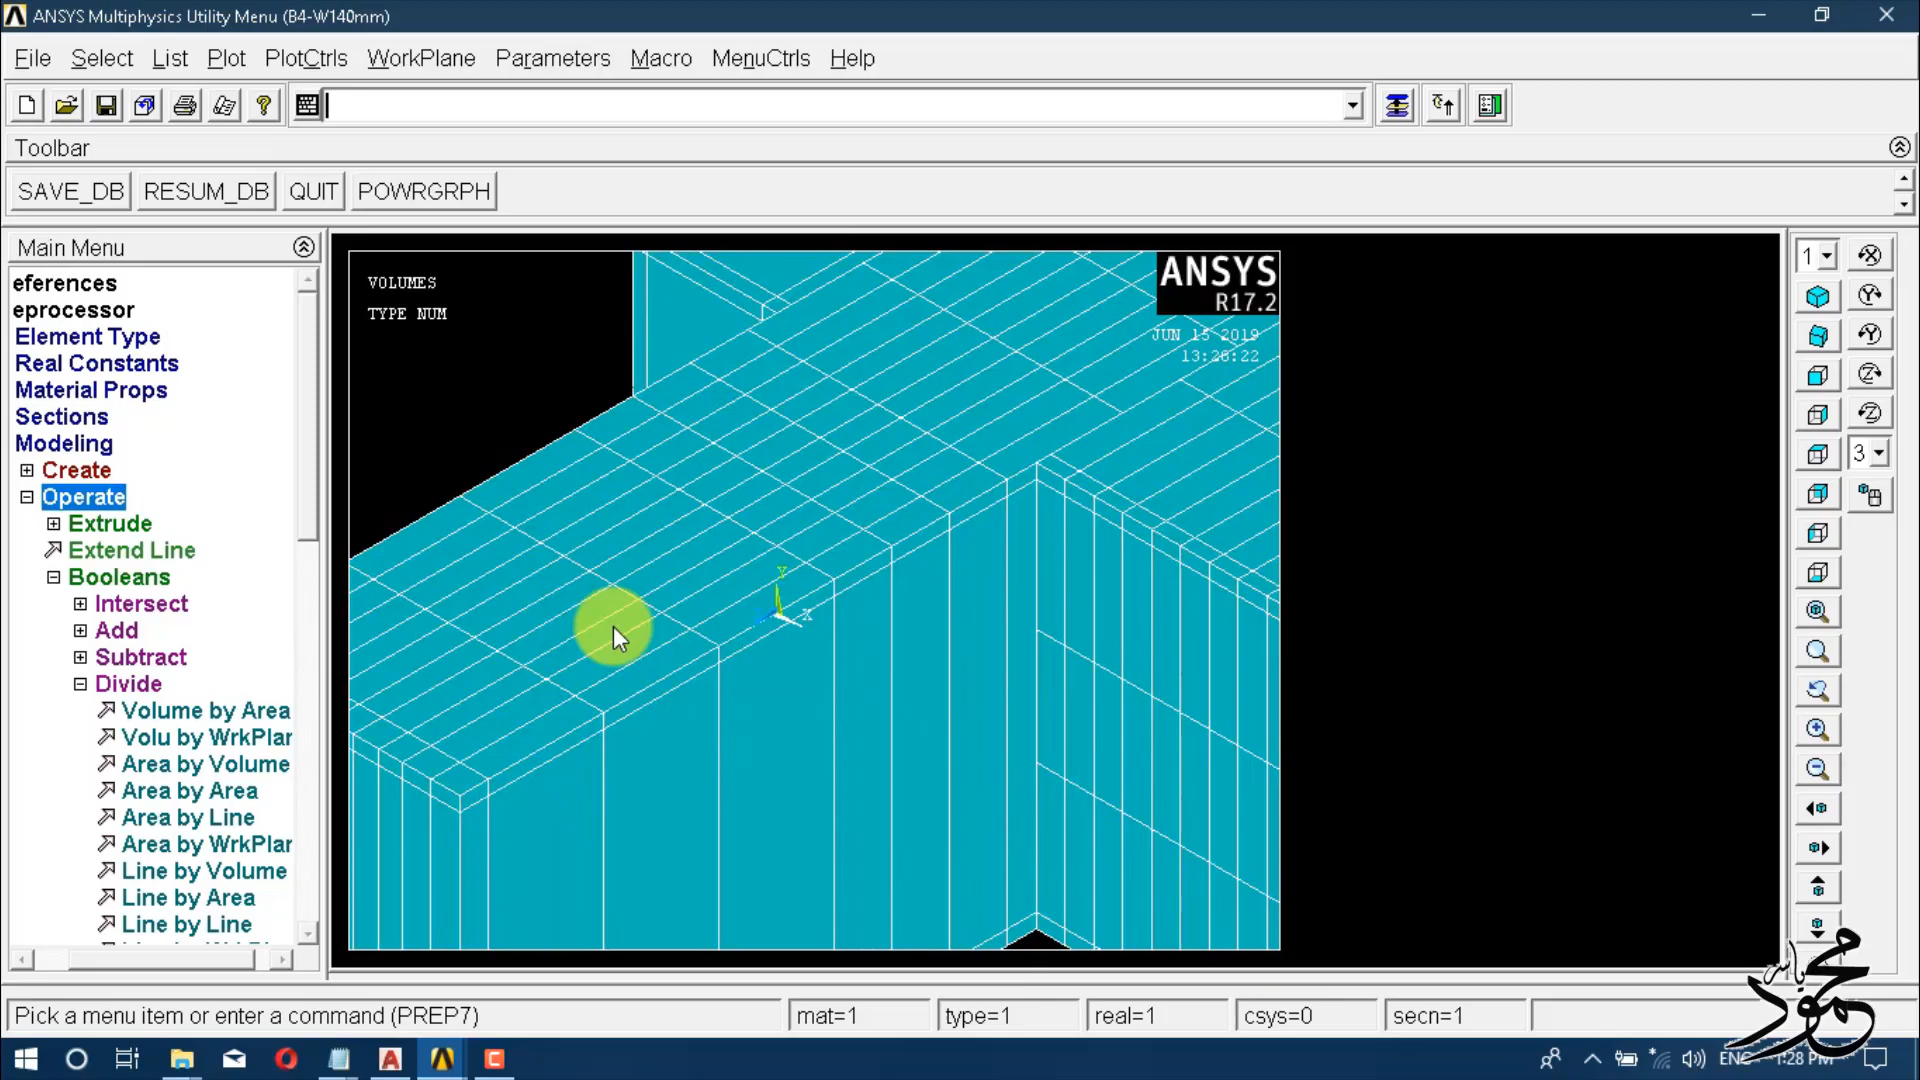 ANSYS Multiphysics Utility Menu (B4-W140mm)
File Select List Plot PlotCtrls WorkPlane Parameters Macro MenuCtrls Help
Toolbar
SAVE_DB RESUM_DB QUIT POWRGRPH
Main Menu
eferences
eprocessor
Element Type
Real Constants
Material Props
Sections
Modeling
Create
Operate
Extrude
Extend Line
Booleans
Intersect
Add
Subtract
Divide
Volume by Area
Volu by WrkPlar
Area by Volume
Area by Area
Area by Line
Area by WrkPlar
Line by Volume
Line by Area
Line by Line
VOLUMES
TYPE NUM
ANSYS
R17.2
JUN 15 2019
13:28:22
Y
X
1
3
Pick a menu item or enter a command (PREP7)
mat=1
type=1
real=1
csys=0
secn=1
محمود
ياسر
ENG
1:28 PM